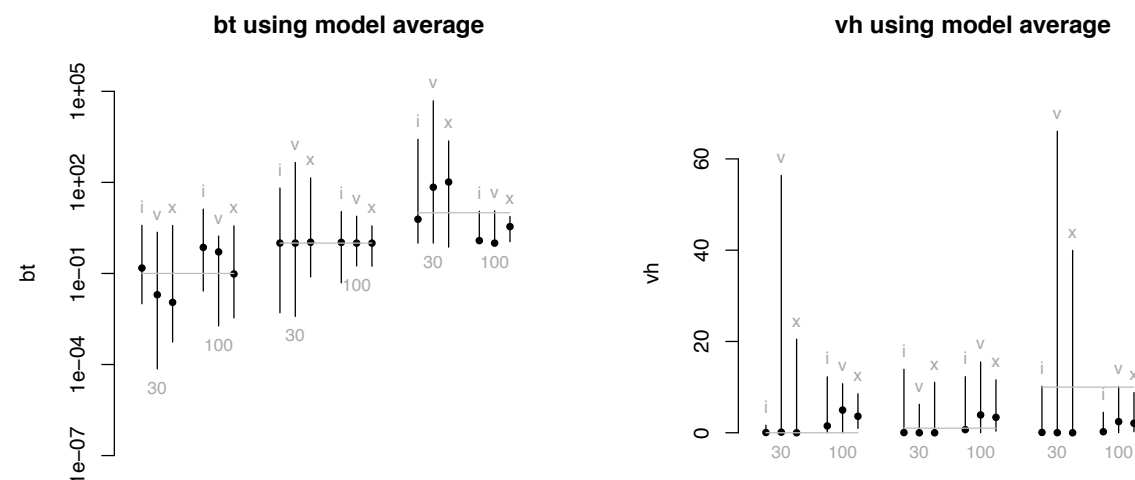 bt using model average
bt
1e+05
1e+02
1e−01
1e−04
1e−07
i v x i v x
30 100
i v x i v x
30 100
i v x i v x
30 100
vh using model average
vh
60
40
20
0
i v x i v x
30 100
i v x i v x
30 100
i v x i v x
30 100